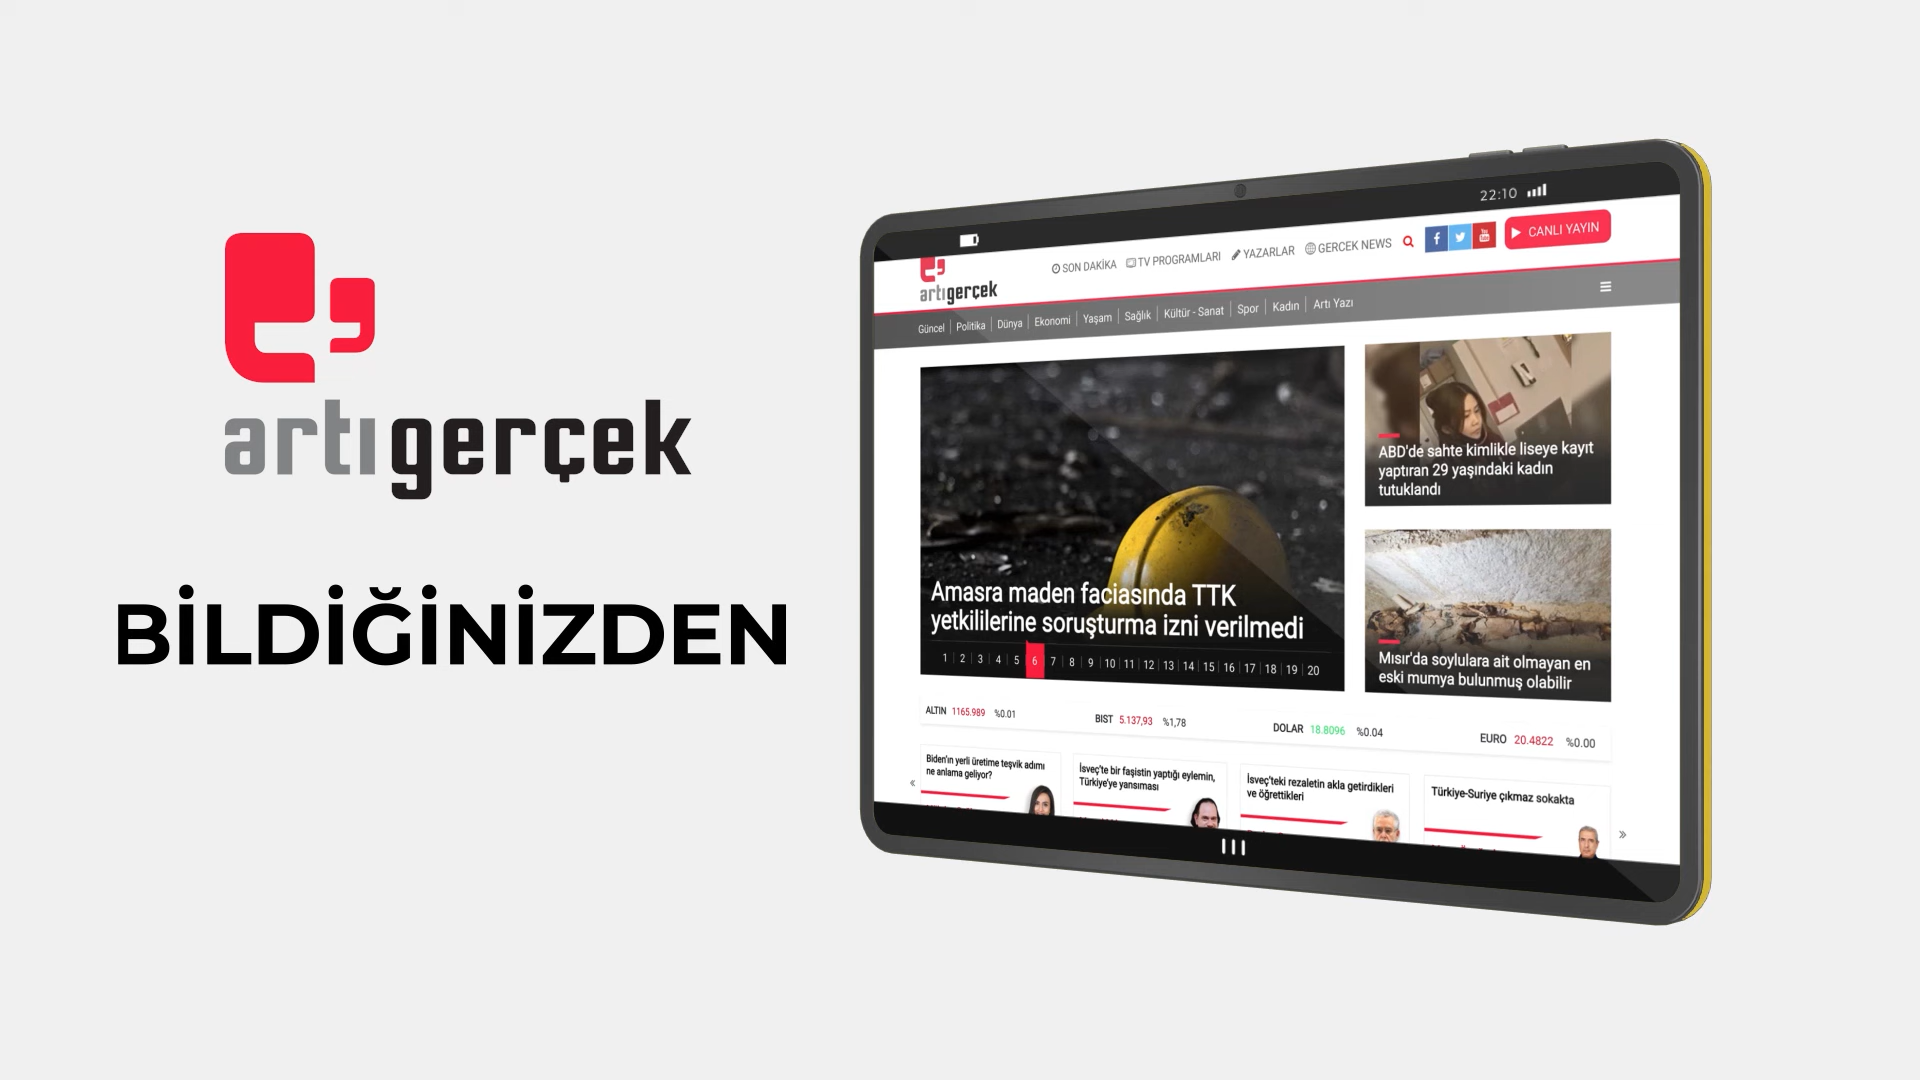 artıgerçek
BİLDİĞİNİZDEN
22:10
artıgerçek
SON DAKİKA
TV PROGRAMLARI
YAZARLAR
GERCEK NEWS
CANLI YAYIN
Güncel | Politika | Dünya | Ekonomi | Yaşam | Sağlık | Kültür - Sanat | Spor | Kadın | Artı Yazı
Amasra maden faciasında TTK
yetkililerine soruşturma izni verilmedi
1 | 2 | 3 | 4 | 5 | 6 | 7 | 8 | 9 | 10 | 11 | 12 | 13 | 14 | 15 | 16 | 17 | 18 | 19 | 20
ABD'de sahte kimlikle liseye kayıt
yaptıran 29 yaşındaki kadın
tutuklandı
Mısır'da soylulara ait olmayan en
eski mumya bulunmuş olabilir
ALTIN 1165.989 %0.01
BIST 5.137,93 %1,78
DOLAR 18.8096 %0.04
EURO 20.4822 %0.00
Biden'ın yerli üretime teşvik adımı
ne anlama geliyor?
İsveç'te bir faşistin yaptığı eylemin,
Türkiye'ye yansıması
İsveç'teki rezaletin akla getirdikleri
ve öğrettikleri
Türkiye-Suriye çıkmaz sokakta